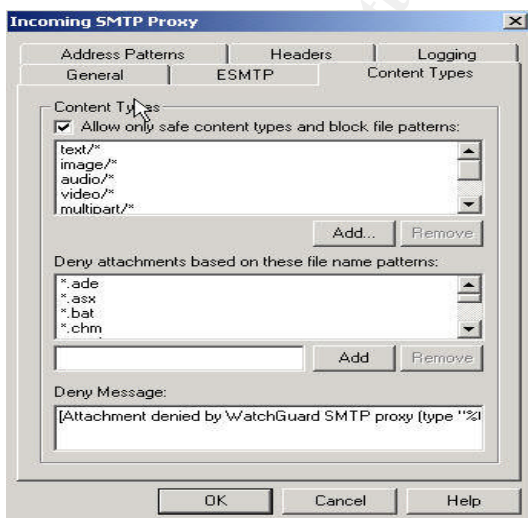 Incoming SMTP Proxy
Address Patterns Headers Logging
General ESMTP Content Types
Content Types
Allow only safe content types and block file patterns:
text/*
image/*
audio/*
video/*
multipart/*
Add... Remove
Deny attachments based on these file name patterns:
*.ade
*.asx
*.bat
*.chm
Add Remove
Deny Message:
[Attachment denied by WatchGuard SMTP proxy (type "%
OK Cancel Help